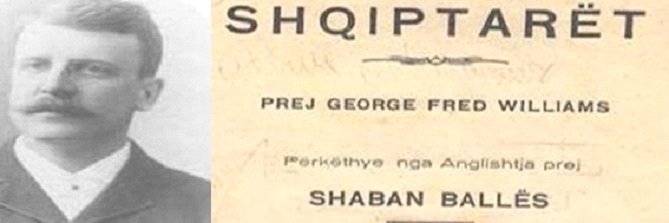 SHQIPTARËT
PREJ GEORGE FRED WILLIAMS
Përkëthye nga Anglishtja prej
SHABAN BALLËS